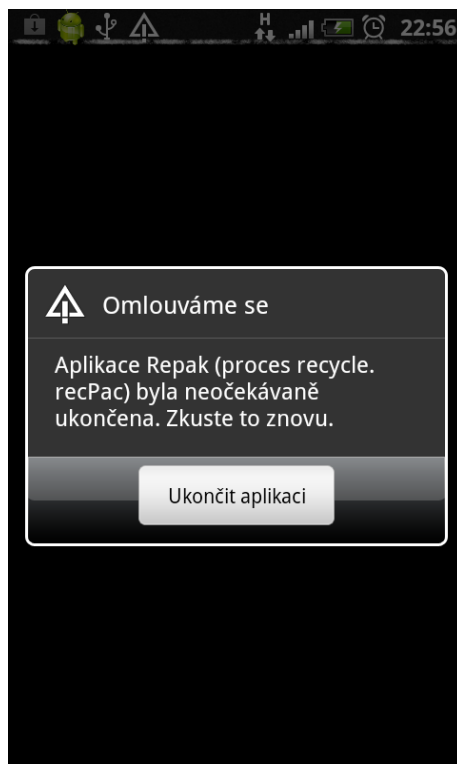 H 22:56
Omlouváme se
Aplikace Repak (proces recycle.
recPac) byla neočekávaně
ukončena. Zkuste to znovu.
Ukončit aplikaci